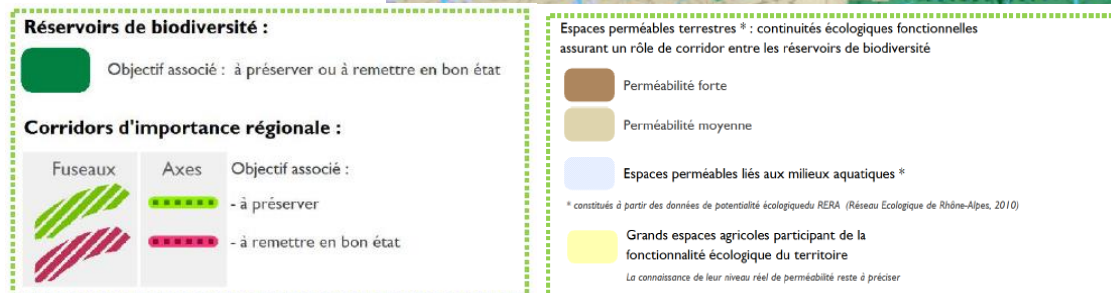 Réservoirs de biodiversité :
Objectif associé : à préserver ou à remettre en bon état
Corridors d'importance régionale :
Fuseaux Axes Objectif associé :
- à préserver
- à remettre en bon état
Espaces perméables terrestres * : continuités écologiques fonctionnelles
assurant un rôle de corridor entre les réservoirs de biodiversité
Perméabilité forte
Perméabilité moyenne
Espaces perméables liés aux milieux aquatiques *
* constitués à partir des données de potentialité écologiquedu RERA (Réseau Ecologique de Rhône-Alpes, 2010)
Grands espaces agricoles participant de la
fonctionnalité écologique du territoire
La connaissance de leur niveau réel de perméabilité reste à préciser